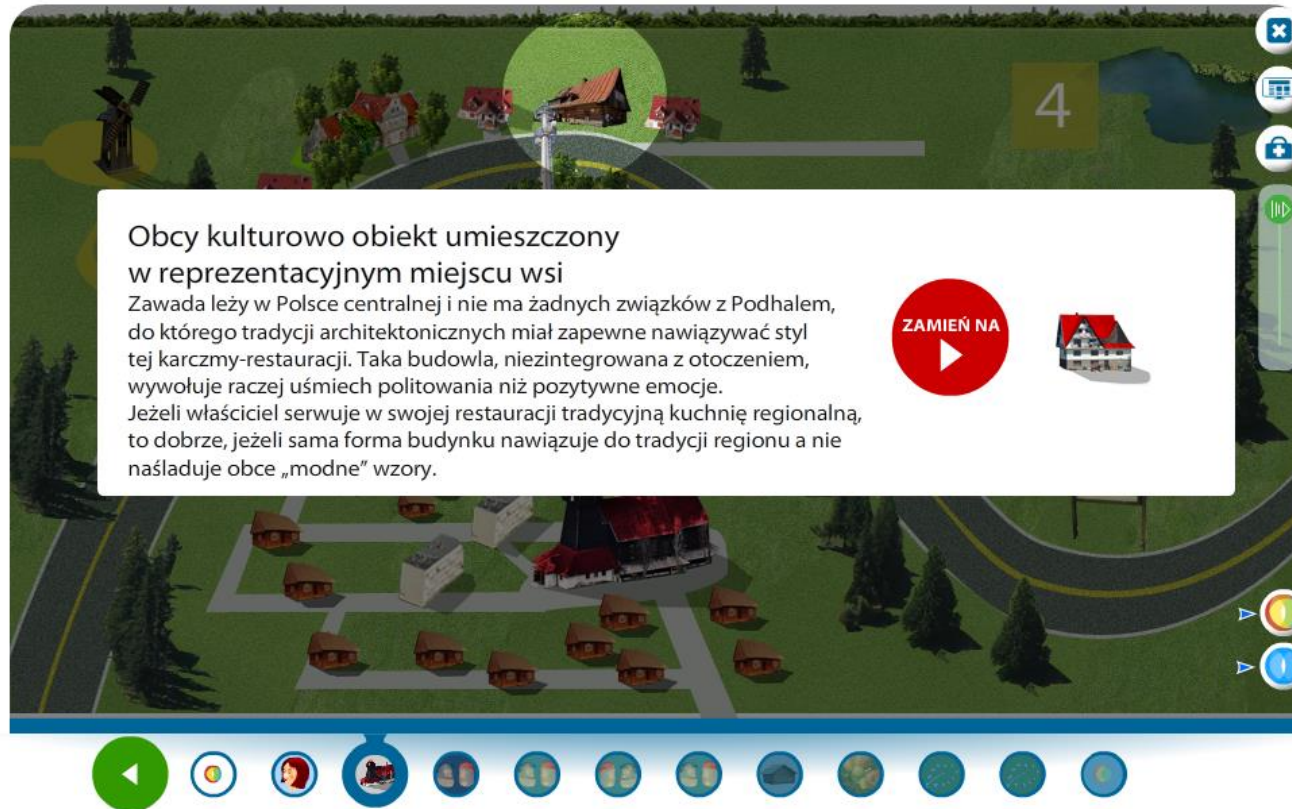 4
Obcy kulturowo obiekt umieszczony
w reprezentacyjnym miejscu wsi
Zawada leży w Polsce centralnej i nie ma żadnych związków z Podhalem,
do którego tradycji architektonicznych miał zapewne nawiązywać styl
tej karczmy-restauracji. Taka budowla, niezintegrowana z otoczeniem,
wywołuje raczej uśmiech politowania niż pozytywne emocje.
Jeżeli właściciel serwuje w swojej restauracji tradycyjną kuchnię regionalną,
to dobrze, jeżeli sama forma budynku nawiązuje do tradycji regionu a nie
naśladuje obce „modne” wzory.
ZAMIEŃ NA